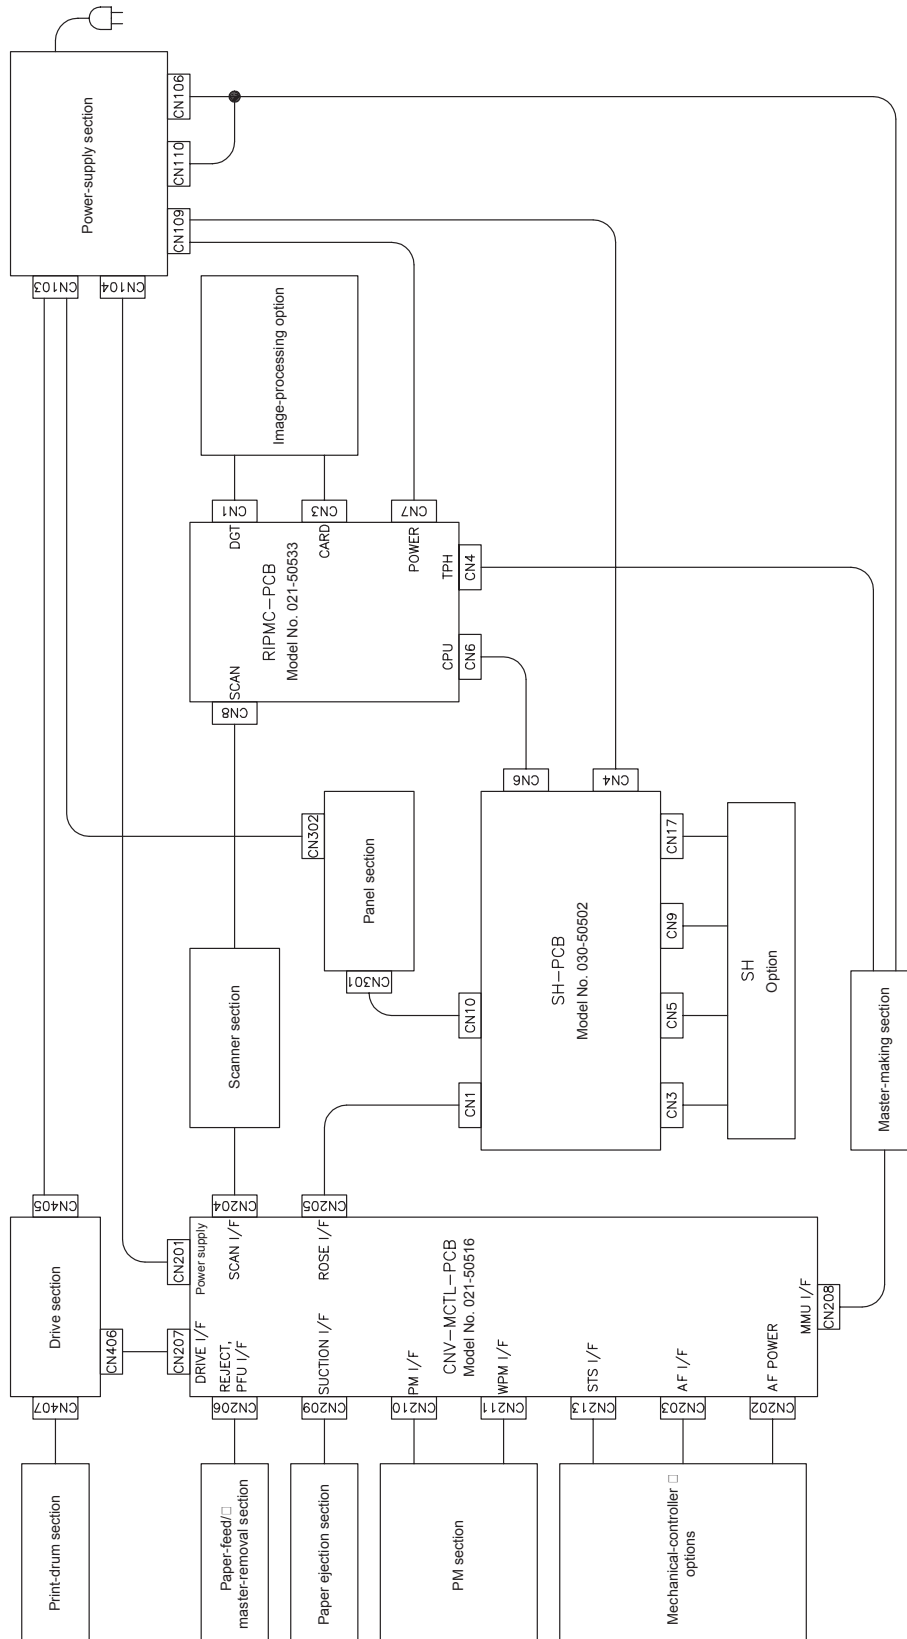 Power-supply section
CN106
CN110
CN109
CN103
CN104
Image-processing option
CN1
CN3
CN7
DGT
CARD
POWER
RIPMC-PCB
Model No. 021-50533
TPH
CN4
CPU
CN6
SCAN
CN8
CN302
Panel section
CN301
CN6
CN4
SH-PCB
Model No. 030-50502
CN10
CN1
CN17
CN9
CN5
CN3
SH
Option
Scanner section
Master-making section
CN405
Drive section
CN406
CN407
CN201
CN204
CN205
Power supply
SCAN I/F
ROSE I/F
CN207
DRIVE I/F
CNV-MCTL-PCB
Model No. 021-50516
MMU I/F
CN208
REJECT,
PFU I/F
SUCTION I/F
PM I/F
WPM I/F
STS I/F
AF I/F
AF POWER
CN206
CN209
CN210
CN211
CN213
CN203
CN202
Print-drum section
Paper-feed/□
master-removal section
Paper ejection section
PM section
Mechanical-controller □
options